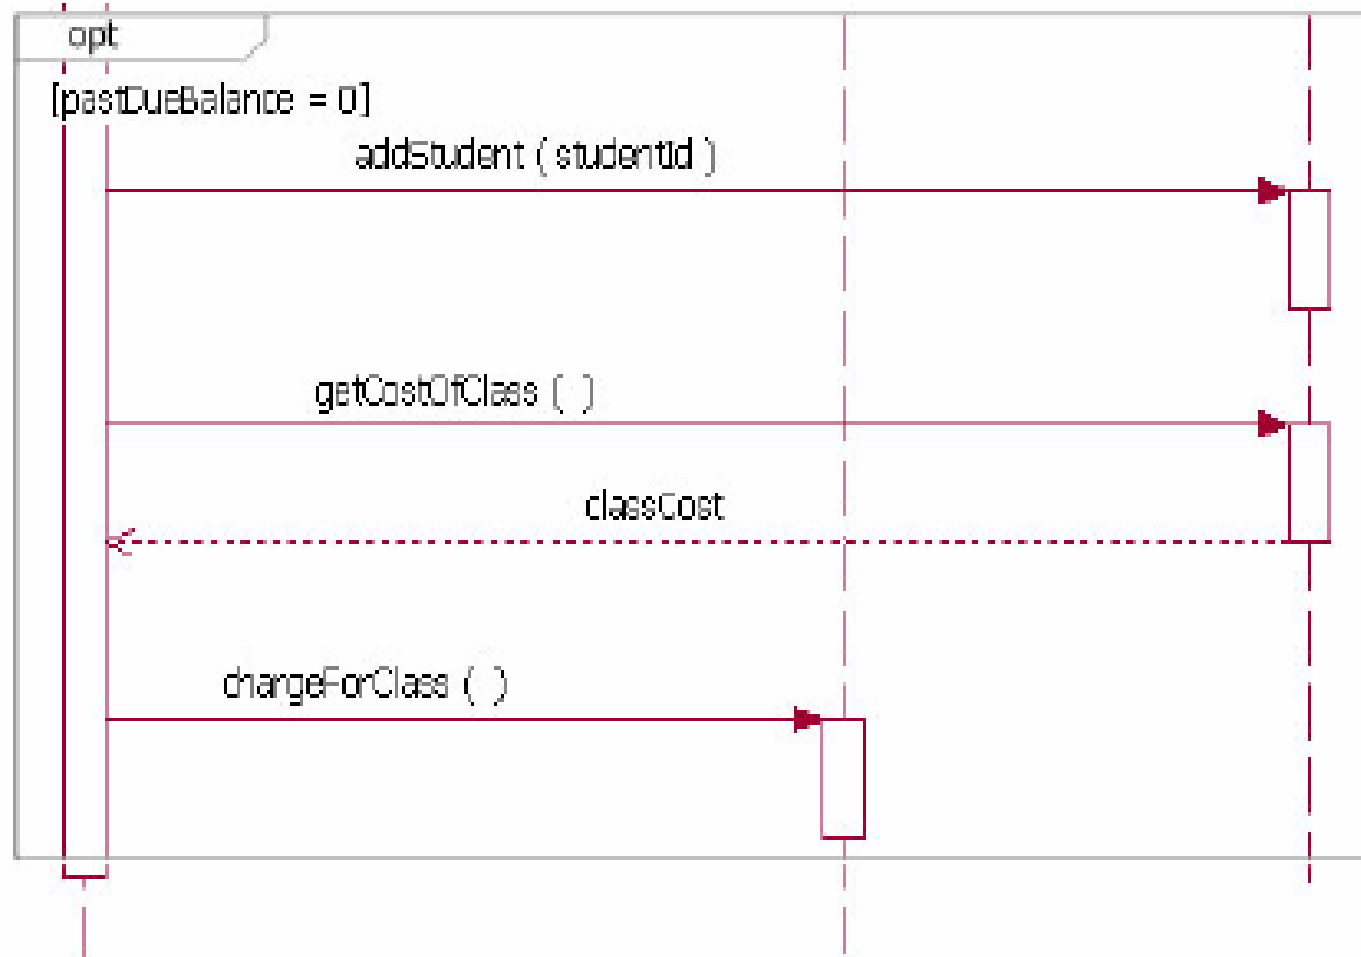 opt
[pastDueBalance = 0]
addStudent ( studentId )
getCostOfClass ( )
classCost
chargeForClass ( )